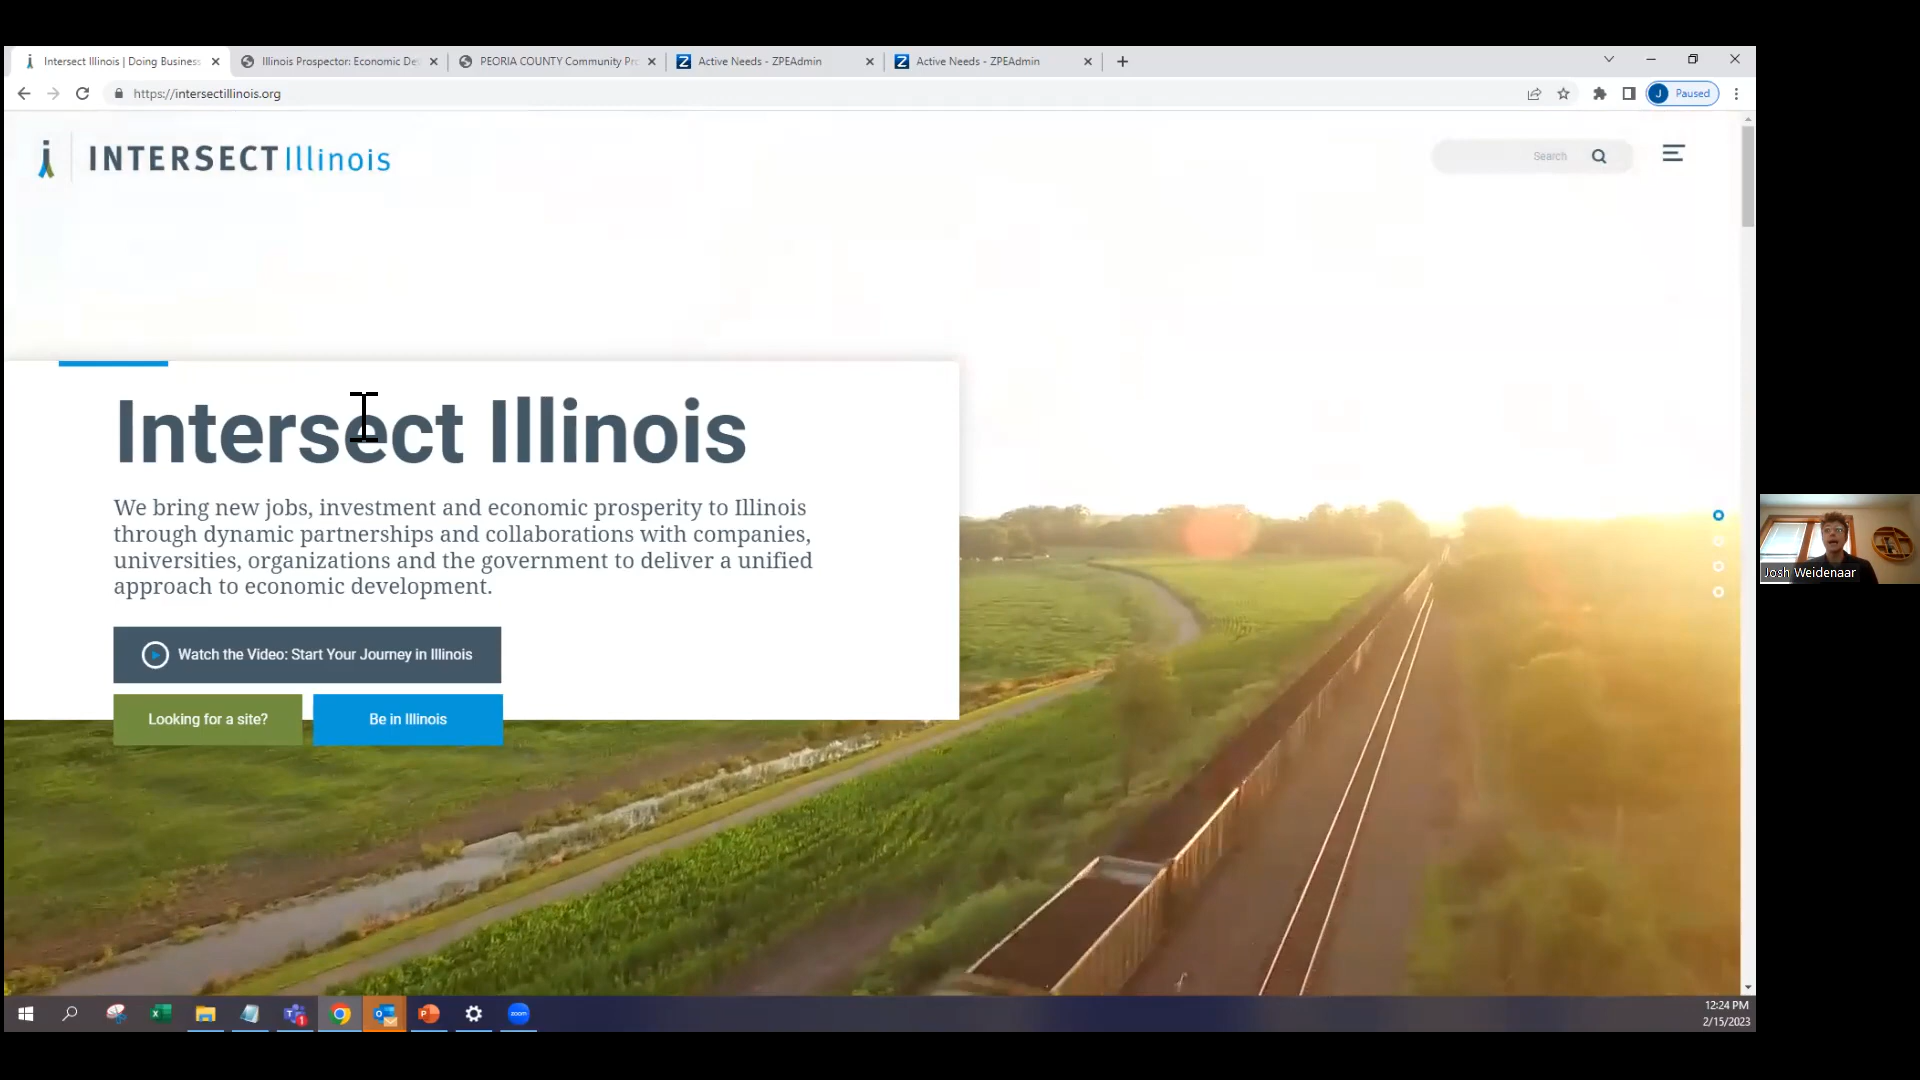 Intersect Illinois | Doing Business
Illinois Prospector: Economic De
PEORIA COUNTY Community Pr
Active Needs - ZPEAdmin
Active Needs - ZPEAdmin
https://intersectillinois.org
J Paused
INTERSECT Illinois
Search
Intersect Illinois
We bring new jobs, investment and economic prosperity to Illinois
through dynamic partnerships and collaborations with companies,
universities, organizations and the government to deliver a unified
approach to economic development.
Watch the Video: Start Your Journey in Illinois
Looking for a site?
Be in Illinois
Josh Weidenaar
zoom
12:24 PM
2/15/2023